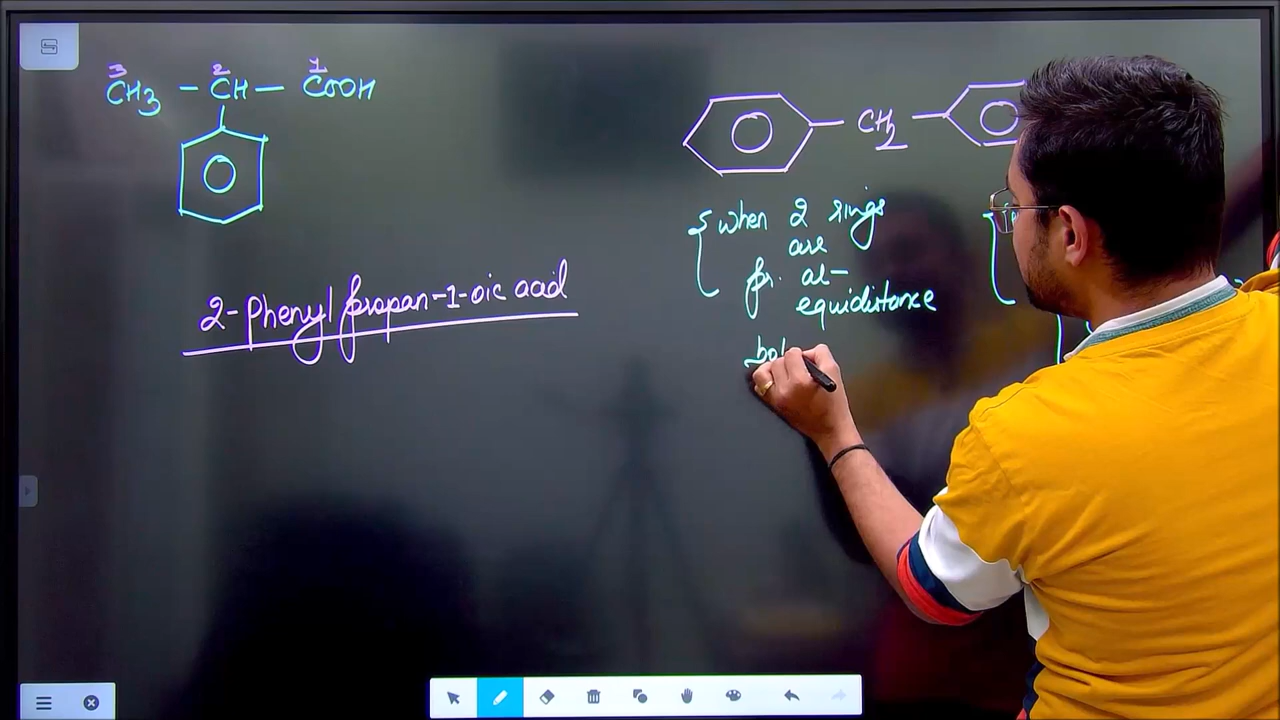 3 2 1
CH3 - CH - COOH
2-Phenyl propan-1-oic acid
CH2
{ when 2 rings
are
pr. at-
equidistance